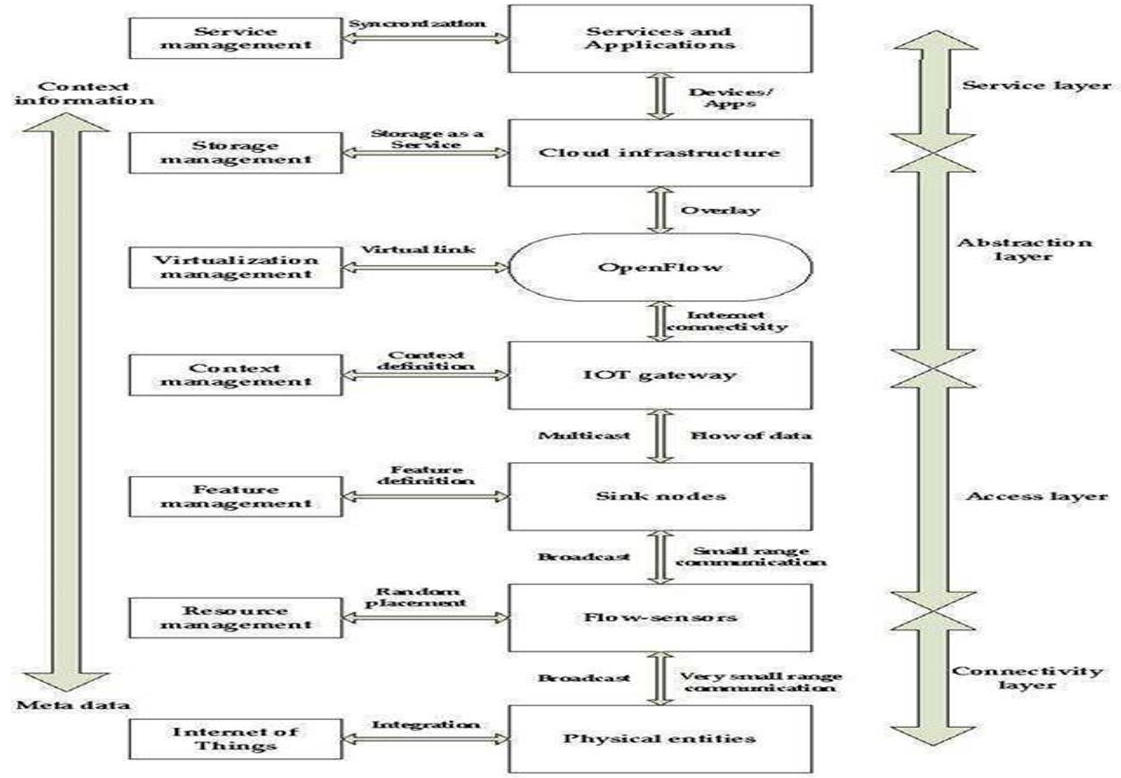 Service
management
Syncronization
Services and
Applications
Service layer
Context
information
Devices/
Apps
Storage
management
Storage as a
Service
Cloud infrastructure
Overlay
Abstraction
layer
Virtualization
management
Virtual link
OpenFlow
Internet
connectivity
Context
management
Context
definition
IOT gateway
Multicast
Flow of data
Feature
management
Feature
definition
Sink nodes
Access layer
Broadcast
Small range
communication
Resource
management
Random
placement
Flow-sensors
Broadcast
Very small range
communication
Connectivity
layer
Meta data
Internet of
Things
Integration
Physical entities